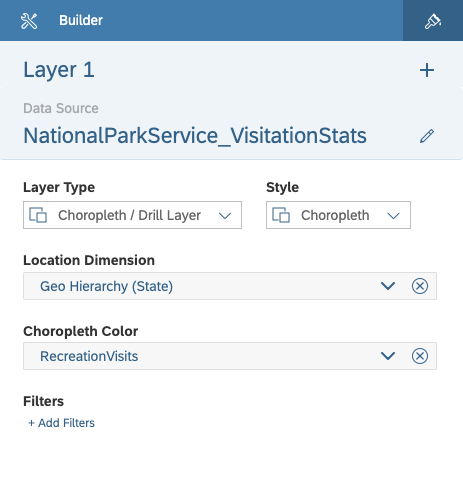 Builder
Layer 1
Data Source
NationalParkService_VisitationStats
Layer Type Style
Choropleth / Drill Layer Choropleth
Location Dimension
Geo Hierarchy (State)
Choropleth Color
RecreationVisits
Filters
+ Add Filters